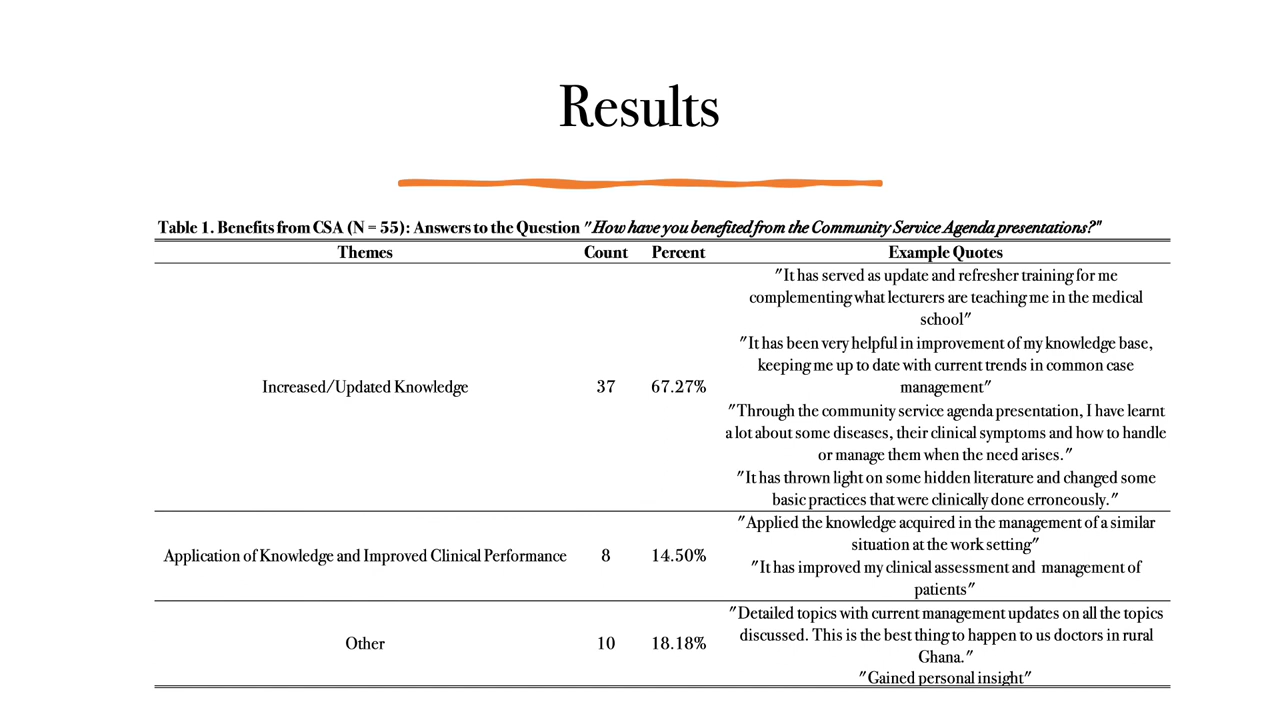 Results
Table 1. Benefits from CSA (N = 55): Answers to the Question "How have you benefited from the Community Service Agenda presentations?"
Themes Count Percent Example Quotes
"It has served as update and refresher training for me
complementing what lecturers are teaching me in the medical
school"
"It has been very helpful in improvement of my knowledge base,
keeping me up to date with current trends in common case
management"
Increased/Updated Knowledge 37 67.27%
"Through the community service agenda presentation, I have learnt
a lot about some diseases, their clinical symptoms and how to handle
or manage them when the need arises."
"It has thrown light on some hidden literature and changed some
basic practices that were clinically done erroneously."
"Applied the knowledge acquired in the management of a similar
situation at the work setting"
Application of Knowledge and Improved Clinical Performance 8 14.50%
"It has improved my clinical assessment and management of
patients"
"Detailed topics with current management updates on all the topics
discussed. This is the best thing to happen to us doctors in rural
Ghana."
Other 10 18.18%
"Gained personal insight"